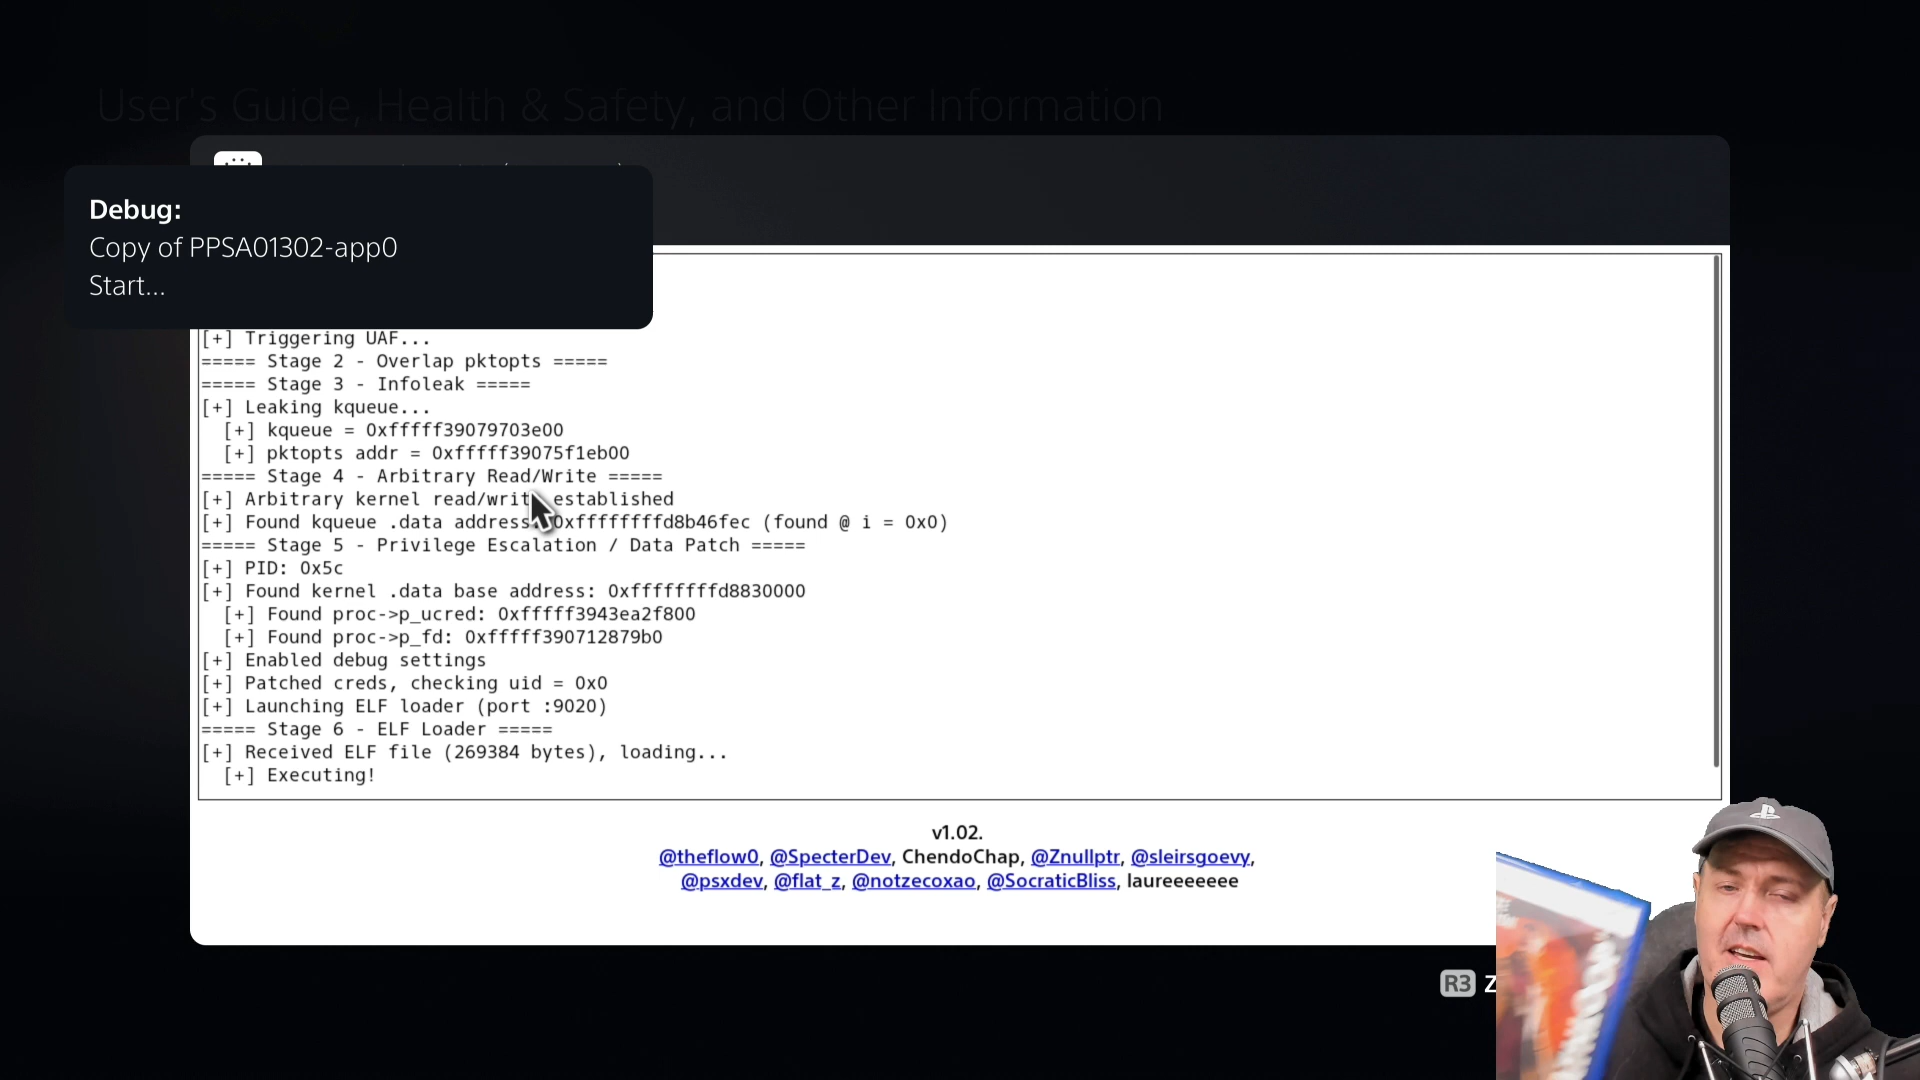 User's Guide, Health & Safety, and Other Information
Debug:
Copy of PPSA01302-app0
Start...
[+] Triggering UAF...
===== Stage 2 - Overlap pktopts =====
===== Stage 3 - Infoleak =====
[+] Leaking kqueue...
[+] kqueue = 0xfffff39079703e00
[+] pktopts addr = 0xfffff39075f1eb00
===== Stage 4 - Arbitrary Read/Write =====
[+] Arbitrary kernel read/write established
[+] Found kqueue .data address: 0xffffffffd8b46fec (found @ i = 0x0)
===== Stage 5 - Privilege Escalation / Data Patch =====
[+] PID: 0x5c
[+] Found kernel .data base address: 0xffffffffd8830000
[+] Found proc->p_ucred: 0xfffff3943ea2f800
[+] Found proc->p_fd: 0xfffff390712879b0
[+] Enabled debug settings
[+] Patched creds, checking uid = 0x0
[+] Launching ELF loader (port :9020)
===== Stage 6 - ELF Loader =====
[+] Received ELF file (269384 bytes), loading...
[+] Executing!
v1.02.
@theflow0, @SpecterDev, ChendoChap, @Znullptr, @sleirsgoevy,
@psxdev, @flat_z, @notzecoxao, @SocraticBliss, laureeeeeee
R3 Z